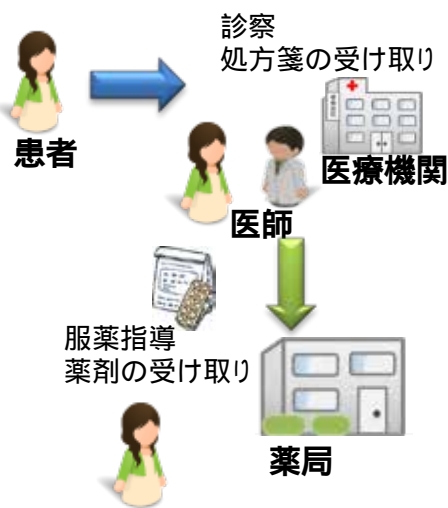 診察
処方箋の受け取り
患者
医療機関
医師
服薬指導
薬剤の受け取り
薬局